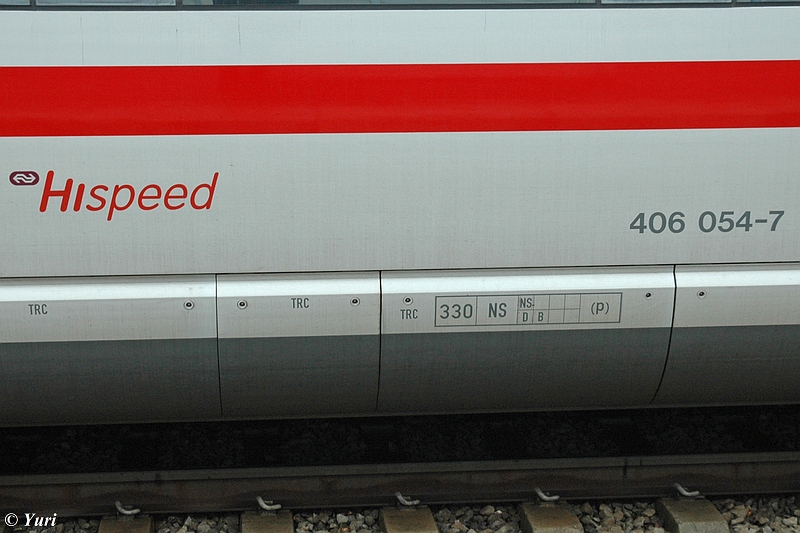 Hispeed
406 054-7
TRC
TRC
TRC
330 NS NS. D B (p)
© Yuri